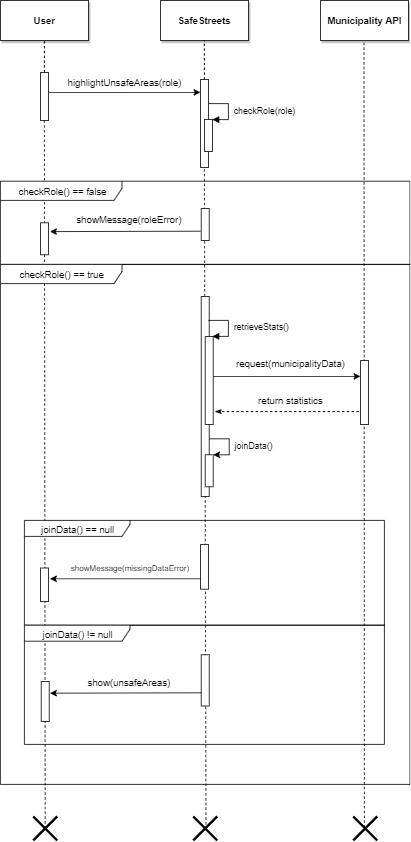 User
SafeStreets
Municipality API
highlightUnsafeAreas(role)
checkRole(role)
checkRole() == false
showMessage(roleError)
checkRole() == true
retrieveStats()
request(municipalityData)
return statistics
joinData()
joinData() == null
showMessage(missingDataError)
joinData() != null
show(unsafeAreas)